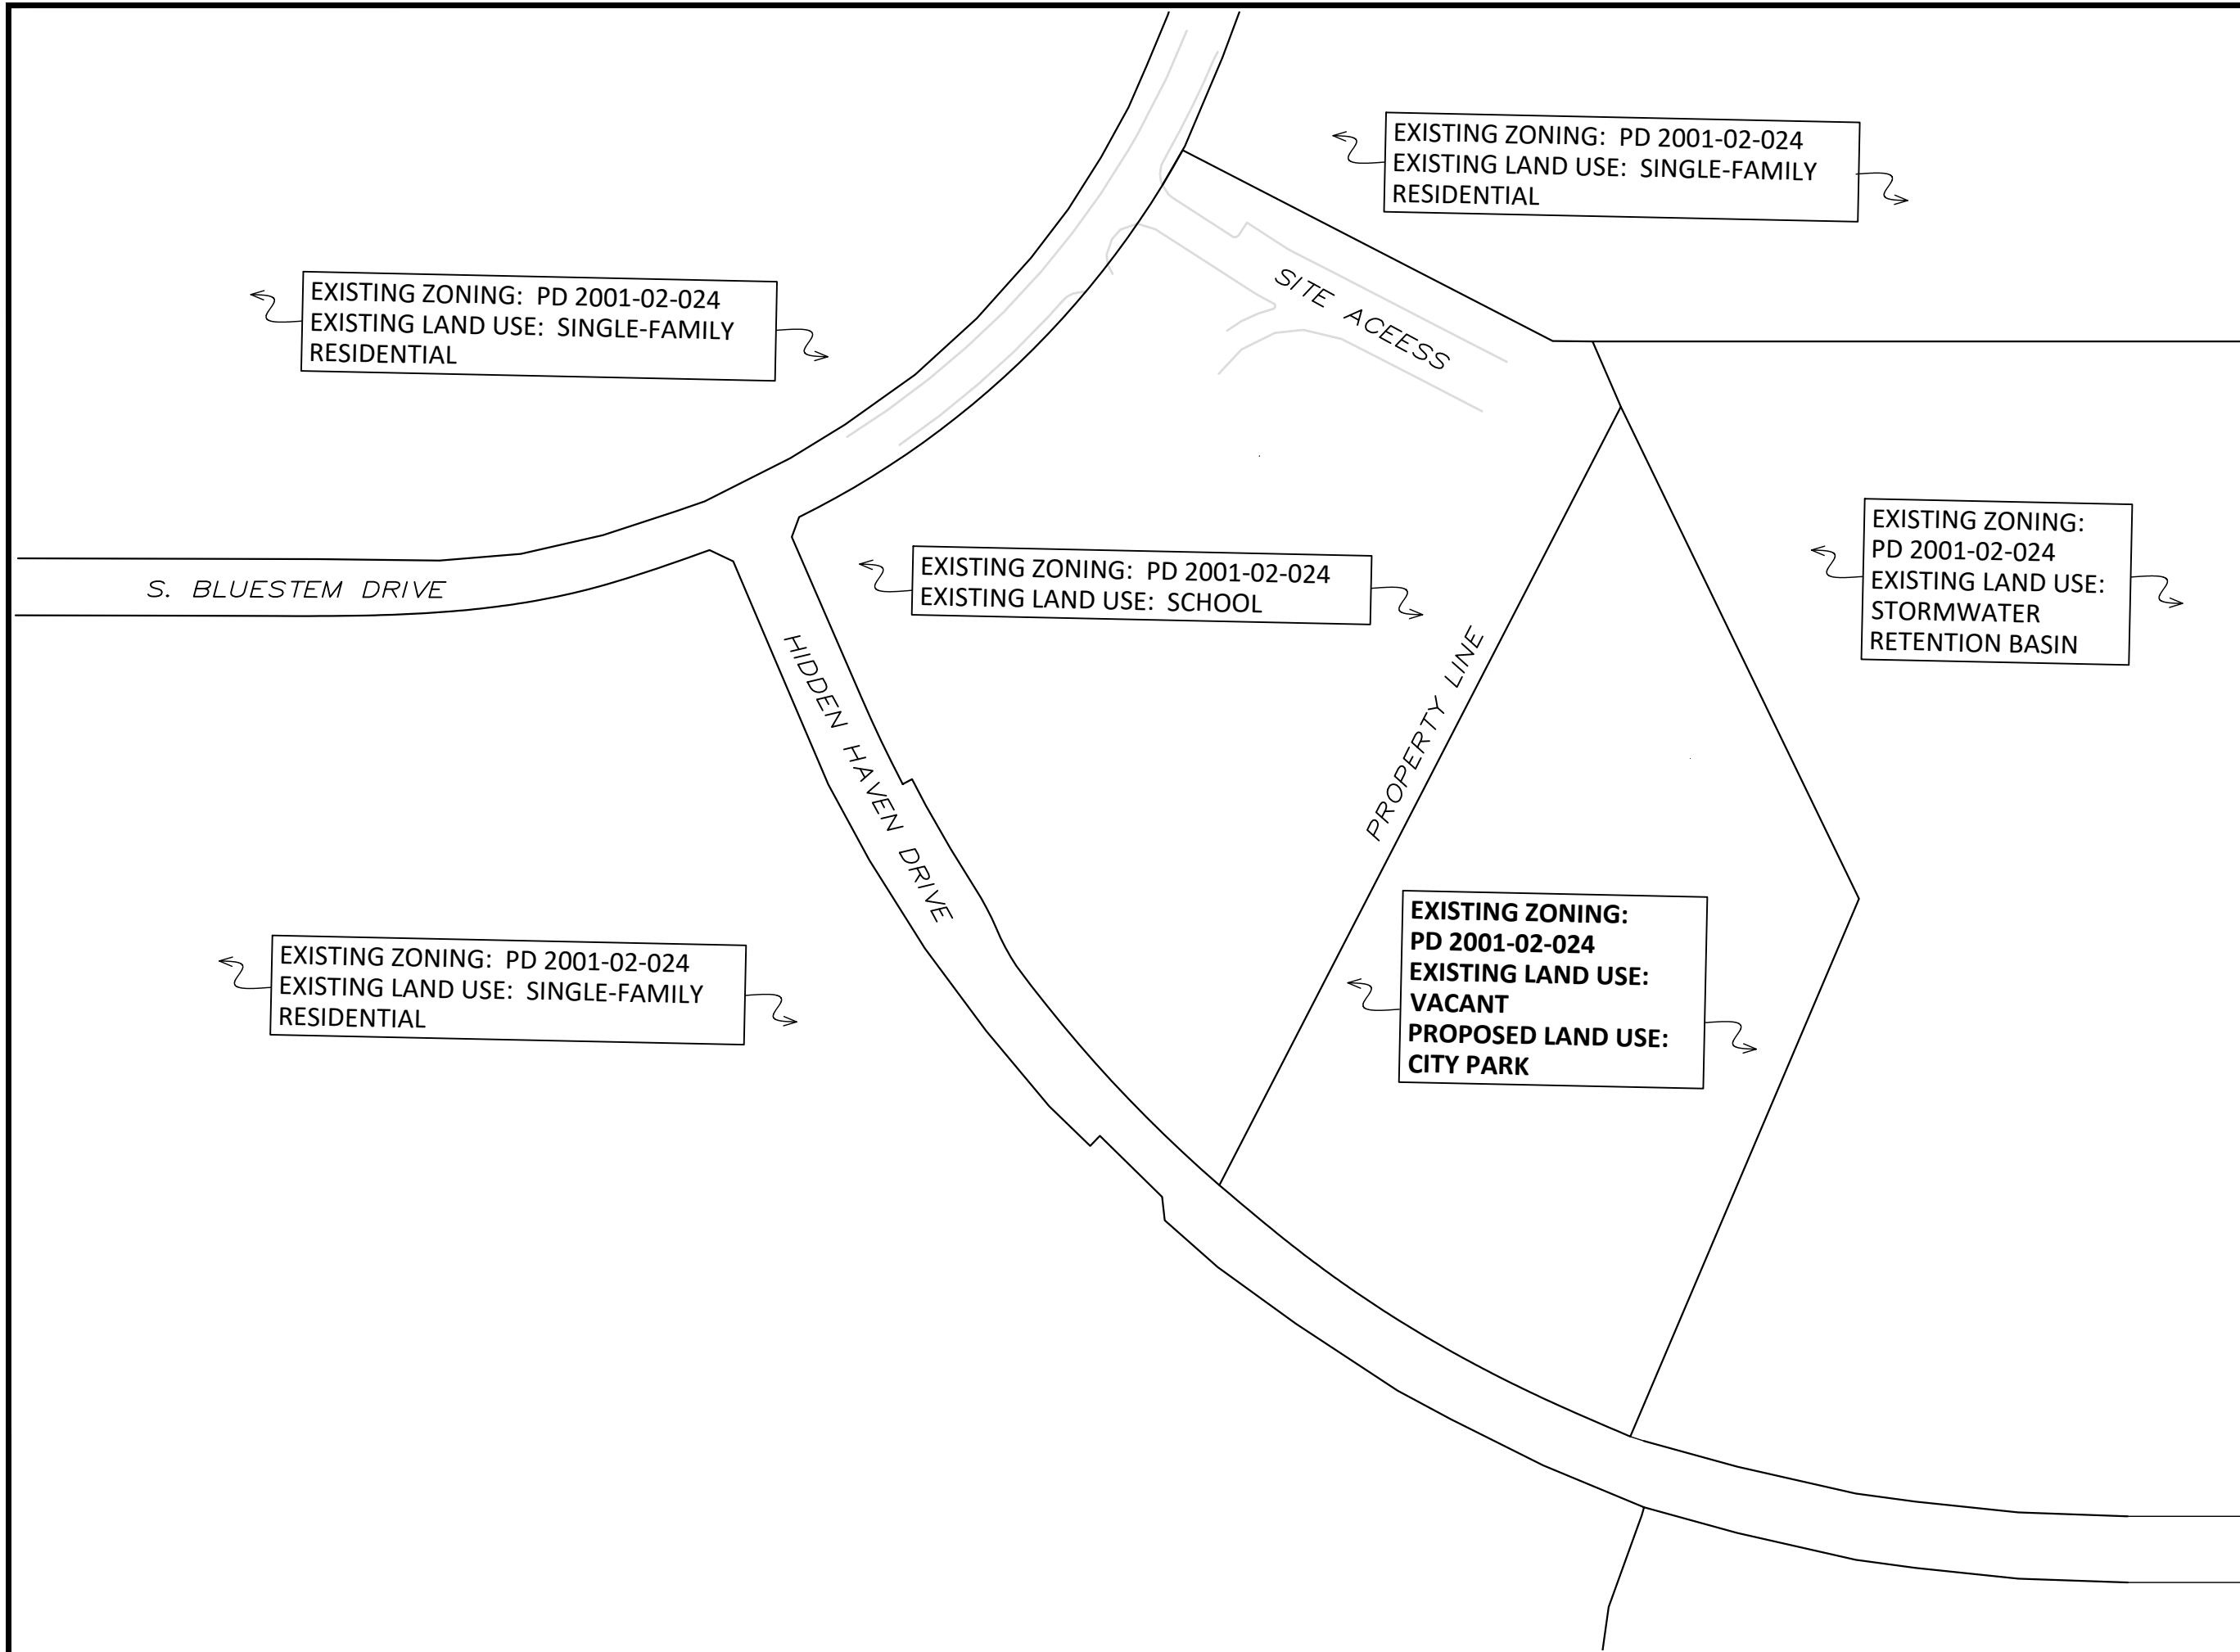 EXISTING ZONING: PD 2001-02-024
EXISTING LAND USE: SINGLE-FAMILY
RESIDENTIAL
EXISTING ZONING: PD 2001-02-024
EXISTING LAND USE: SINGLE-FAMILY
RESIDENTIAL
SITE ACEESS
S. BLUESTEM DRIVE
EXISTING ZONING: PD 2001-02-024
EXISTING LAND USE: SCHOOL
EXISTING ZONING:
PD 2001-02-024
EXISTING LAND USE:
STORMWATER
RETENTION BASIN
HIDDEN HAVEN DRIVE
PROPERTY LINE
EXISTING ZONING: PD 2001-02-024
EXISTING LAND USE: SINGLE-FAMILY
RESIDENTIAL
EXISTING ZONING:
PD 2001-02-024
EXISTING LAND USE:
VACANT
PROPOSED LAND USE:
CITY PARK